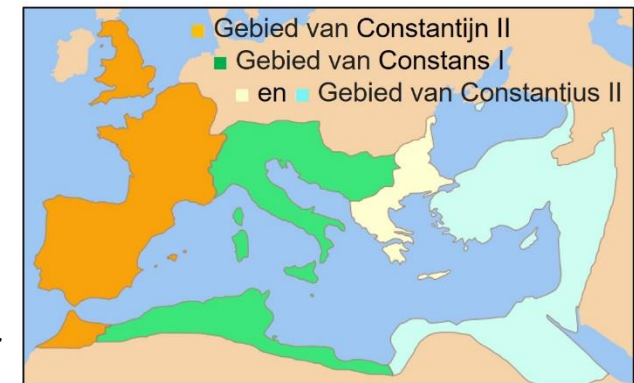 Gebied van Constantijn II
Gebied van Constans I
en Gebied van Constantius II